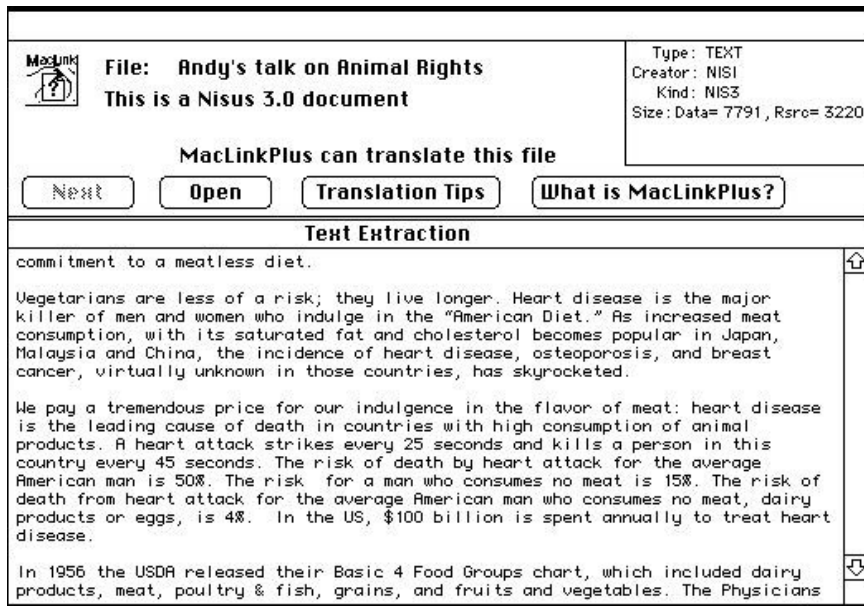 MacLink
File: Andy's talk on Animal Rights
This is a Nisus 3.0 document
MacLinkPlus can translate this file
Type: TEXT
Creator: NISI
Kind: NIS3
Size: Data= 7791, Rsrc= 3220
Next
Open
Translation Tips
What is MacLinkPlus?
Text Extraction
commitment to a meatless diet.
Vegetarians are less of a risk; they live longer. Heart disease is the major
killer of men and women who indulge in the “American Diet.” As increased meat
consumption, with its saturated fat and cholesterol becomes popular in Japan,
Malaysia and China, the incidence of heart disease, osteoporosis, and breast
cancer, virtually unknown in those countries, has skyrocketed.
We pay a tremendous price for our indulgence in the flavor of meat: heart disease
is the leading cause of death in countries with high consumption of animal
products. A heart attack strikes every 25 seconds and kills a person in this
country every 45 seconds. The risk of death by heart attack for the average
American man is 50%. The risk  for a man who consumes no meat is 15%. The risk of
death from heart attack for the average American man who consumes no meat, dairy
products or eggs, is 4%.  In the US, $100 billion is spent annually to treat heart
disease.
In 1956 the USDA released their Basic 4 Food Groups chart, which included dairy
products, meat, poultry & fish, grains, and fruits and vegetables. The Physicians